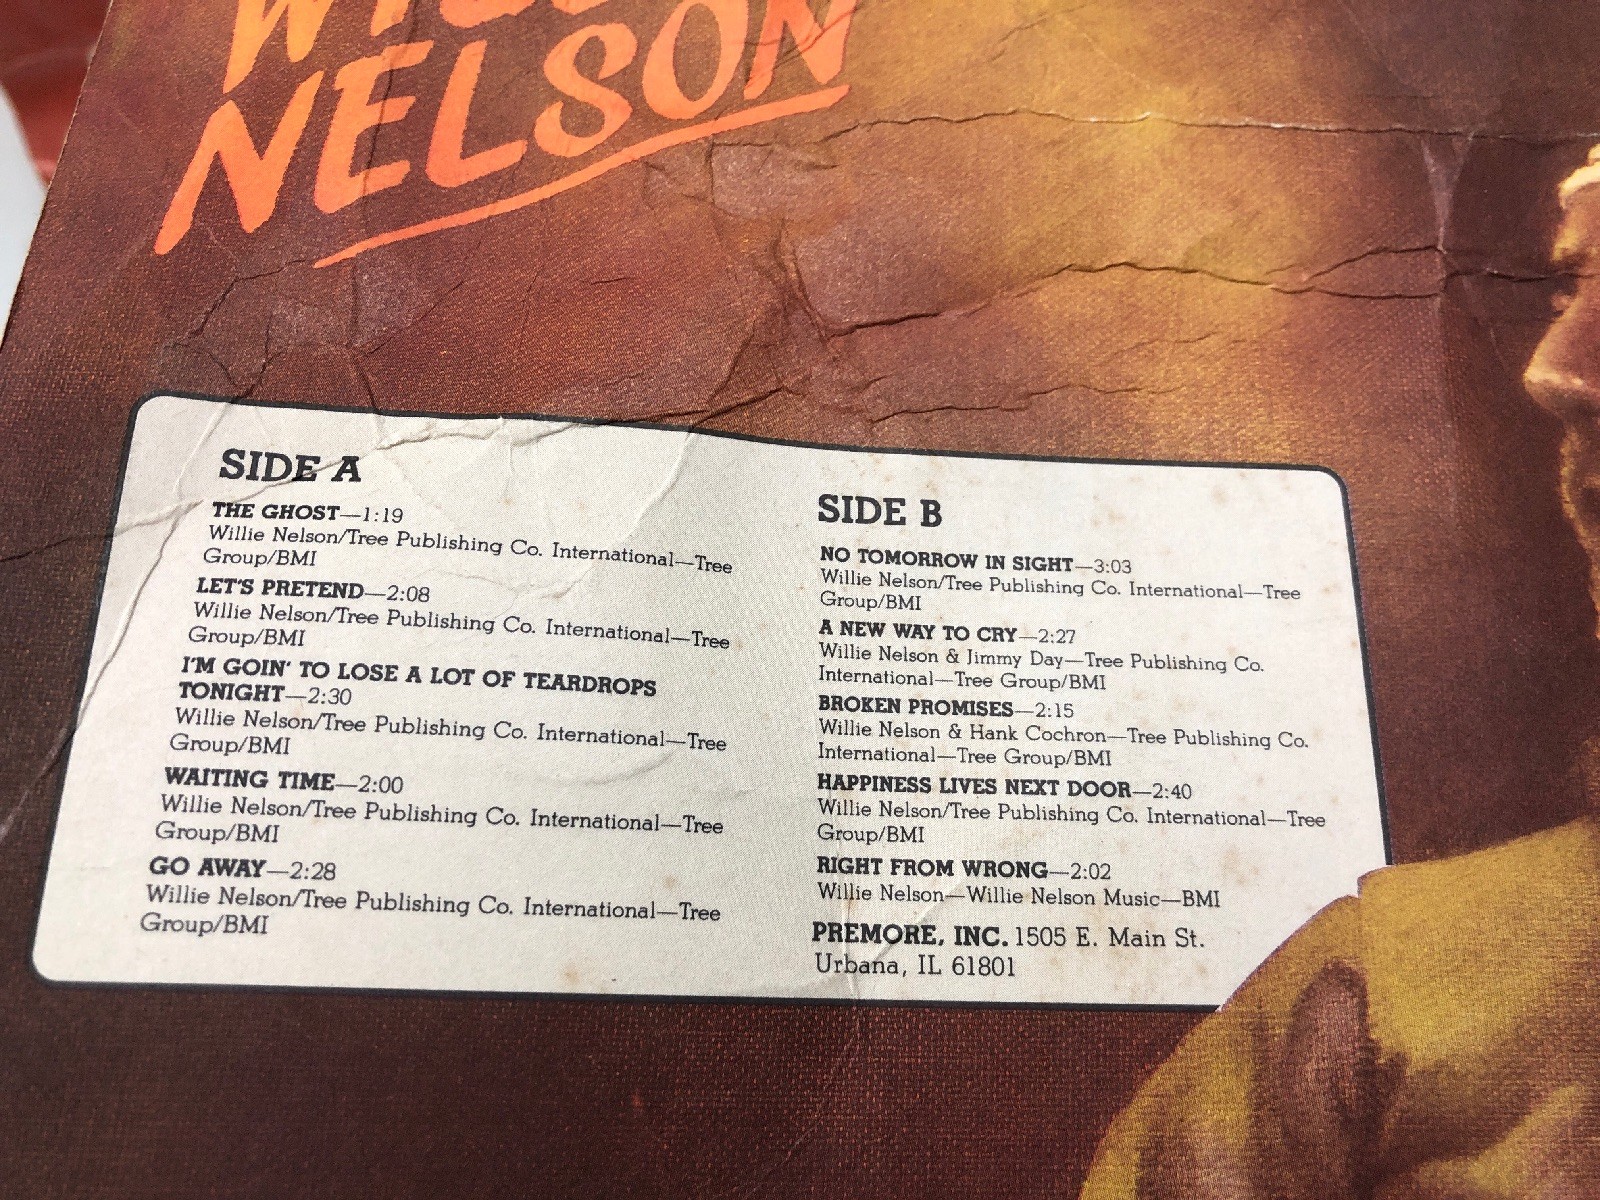 NELSON
SIDE A
THE GHOST—1:19
Willie Nelson/Tree Publishing Co. International—Tree
Group/BMI
LET'S PRETEND—2:08
Willie Nelson/Tree Publishing Co. International—Tree
Group/BMI
I'M GOIN' TO LOSE A LOT OF TEARDROPS
TONIGHT—2:30
Willie Nelson/Tree Publishing Co. International—Tree
Group/BMI
WAITING TIME—2:00
Willie Nelson/Tree Publishing Co. International—Tree
Group/BMI
GO AWAY—2:28
Willie Nelson/Tree Publishing Co. International—Tree
Group/BMI
SIDE B
NO TOMORROW IN SIGHT—3:03
Willie Nelson/Tree Publishing Co. International—Tree
Group/BMI
A NEW WAY TO CRY—2:27
Willie Nelson & Jimmy Day—Tree Publishing Co.
International—Tree Group/BMI
BROKEN PROMISES—2:15
Willie Nelson & Hank Cochron—Tree Publishing Co.
International—Tree Group/BMI
HAPPINESS LIVES NEXT DOOR—2:40
Willie Nelson/Tree Publishing Co. International—Tree
Group/BMI
RIGHT FROM WRONG—2:02
Willie Nelson—Willie Nelson Music—BMI
PREMORE, INC. 1505 E. Main St.
Urbana, IL 61801